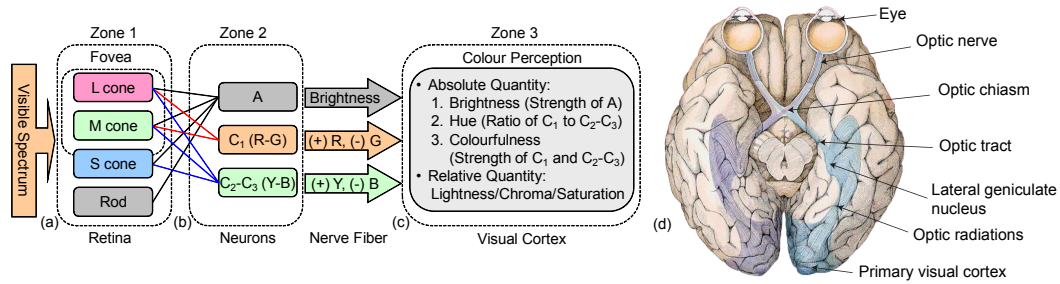 Zone 1
Zone 2
Zone 3
Visible Spectrum
Fovea
L cone
M cone
S cone
Rod
(a)
Retina
A
C₁ (R-G)
C₂-C₃ (Y-B)
(b)
Neurons
Brightness
(+) R, (-) G
(+) Y, (-) B
Nerve Fiber
(c)
Colour Perception
• Absolute Quantity:
1. Brightness (Strength of A)
2. Hue (Ratio of C₁ to C₂-C₃)
3. Colourfulness
(Strength of C₁ and C₂-C₃)
• Relative Quantity:
Lightness/Chroma/Saturation
Visual Cortex
(d)
Eye
Optic nerve
Optic chiasm
Optic tract
Lateral geniculate
nucleus
Optic radiations
Primary visual cortex